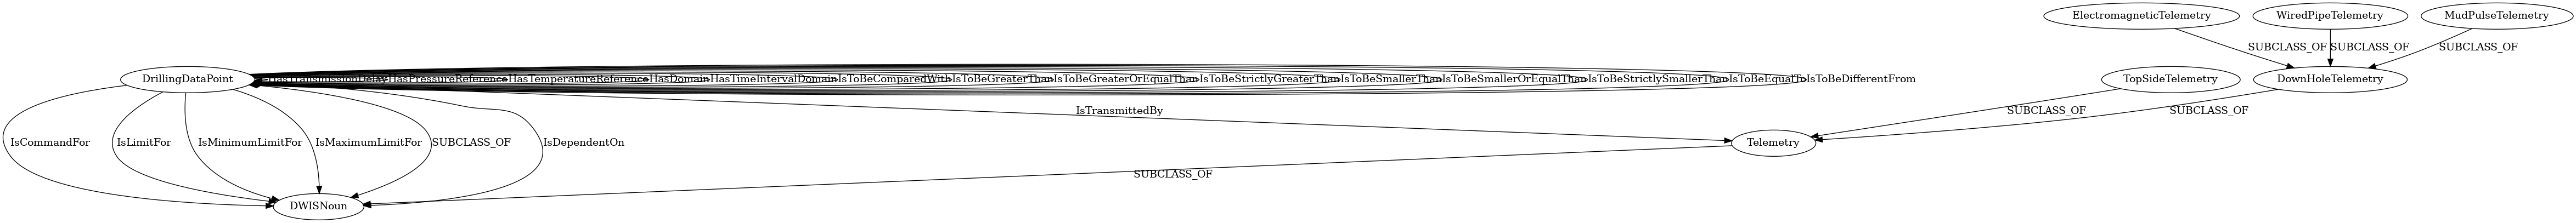 ElectromagneticTelemetry
WiredPipeTelemetry
MudPulseTelemetry
SUBCLASS_OF
SUBCLASS_OF
SUBCLASS_OF
DrillingDataPoint
HasTransmissionDelay
HasPressureReference
HasTemperatureReference
HasDomain
HasTimeIntervalDomain
IsToBeComparedWith
IsToBeGreaterThan
IsToBeGreaterOrEqualThan
IsToBeStrictlyGreaterThan
IsToBeSmallerThan
IsToBeSmallerOrEqualThan
IsToBeStrictlySmallerThan
IsToBeEqualTo
IsToBeDifferentFrom
TopSideTelemetry
DownHoleTelemetry
IsTransmittedBy
SUBCLASS_OF
SUBCLASS_OF
IsCommandFor
IsLimitFor
IsMinimumLimitFor
IsMaximumLimitFor
SUBCLASS_OF
IsDependentOn
Telemetry
SUBCLASS_OF
DWISNoun